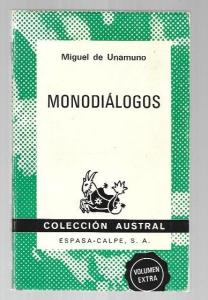 Miguel de Unamuno
MONODIÁLOGOS
COLECCIÓN AUSTRAL
ESPASA-CALPE, S. A.
VOLUMEN
EXTRA